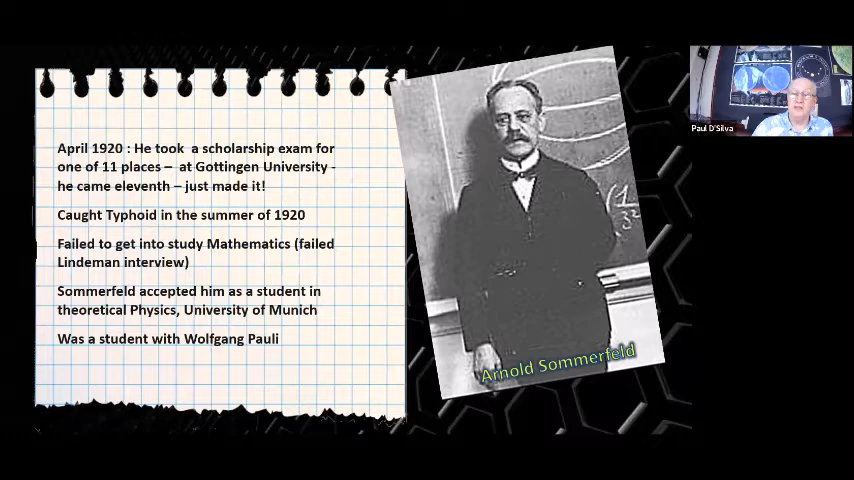 April 1920 : He took a scholarship exam for
one of 11 places – at Gottingen University -
he came eleventh – just made it!
Caught Typhoid in the summer of 1920
Failed to get into study Mathematics (failed
Lindeman interview)
Sommerfeld accepted him as a student in
theoretical Physics, University of Munich
Was a student with Wolfgang Pauli
Arnold Sommerfeld
Paul D'Silva